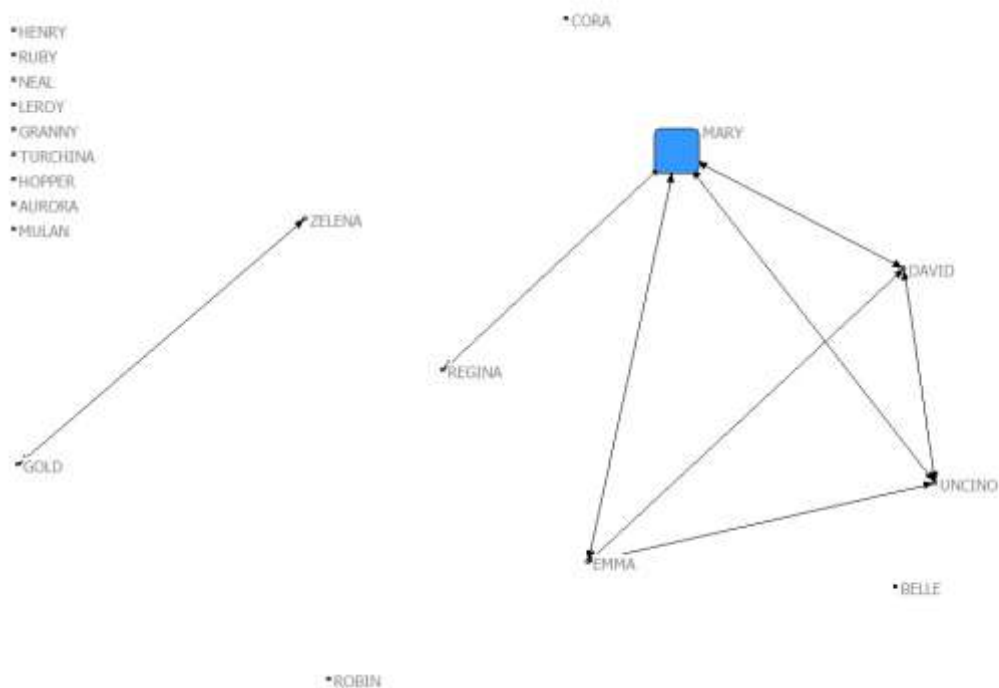 CORA
HENRY
RUBY
NEAL
LEROY
GRANNY
TURCHINA
HOPPER
AURORA
MULAN
MARY
ZELENA
DAVID
REGINA
GOLD
UNCINO
EMMA
BELLE
ROBIN